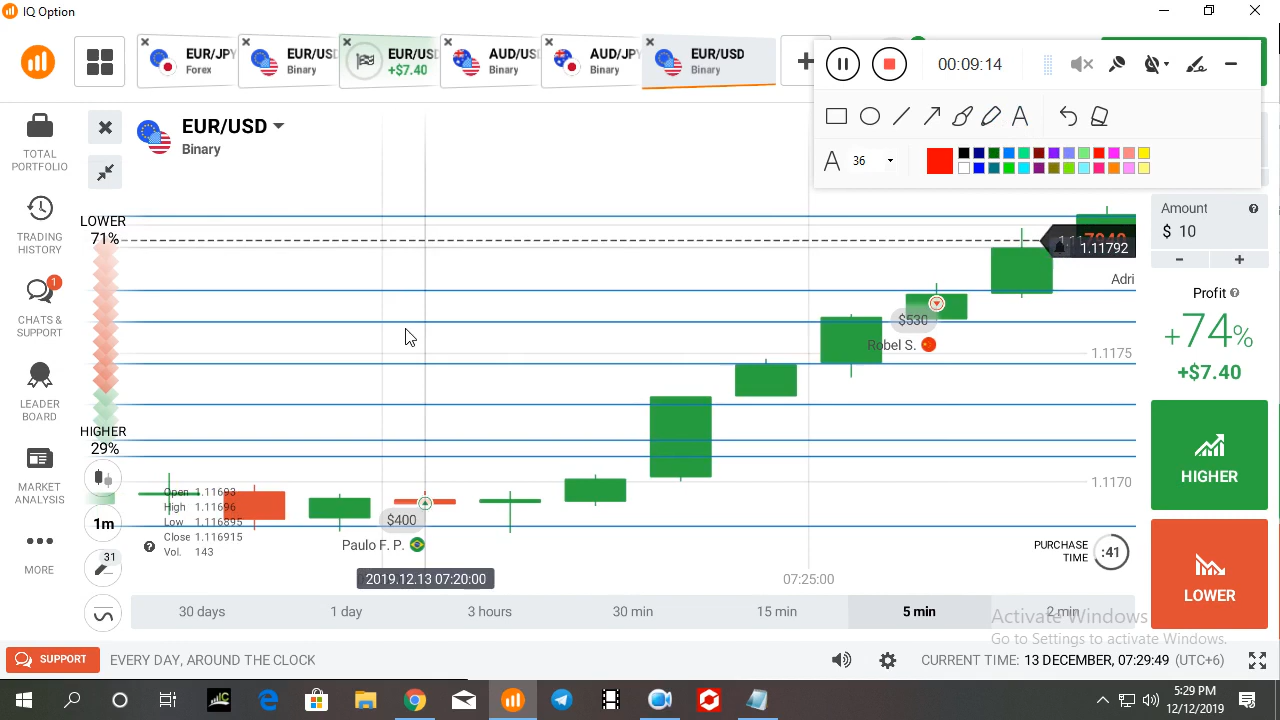 IQ Option
EUR/JPY
Forex
EUR/USD
Binary
EUR/USD
+$7.40
AUD/US
Binary
AUD/JP
Binary
EUR/USD
Binary
00:09:14
A
A 36
TOTAL
PORTFOLIO
TRADING
HISTORY
1
CHATS &
SUPPORT
LEADER
BOARD
MARKET
ANALYSIS
MORE
EUR/USD
Binary
LOWER
71%
HIGHER
29%
1m
31
1.11792
Adri
$530
Robel S.
1.1175
1.1170
Open 1.11693
High 1.11696
Low 1.116895
Close 1.116915
Vol. 143
$400
Paulo F. P.
2019.12.13 07:20:00
07:25:00
PURCHASE
TIME
:41
Amount
$ 10
- +
Profit
+74%
+$7.40
HIGHER
LOWER
30 days 1 day 3 hours 30 min 15 min 5 min 2 min
Activate Windows
Go to Settings to activate Windows.
SUPPORT EVERY DAY, AROUND THE CLOCK CURRENT TIME: 13 DECEMBER, 07:29:49 (UTC+6)
5:29 PM
12/12/2019